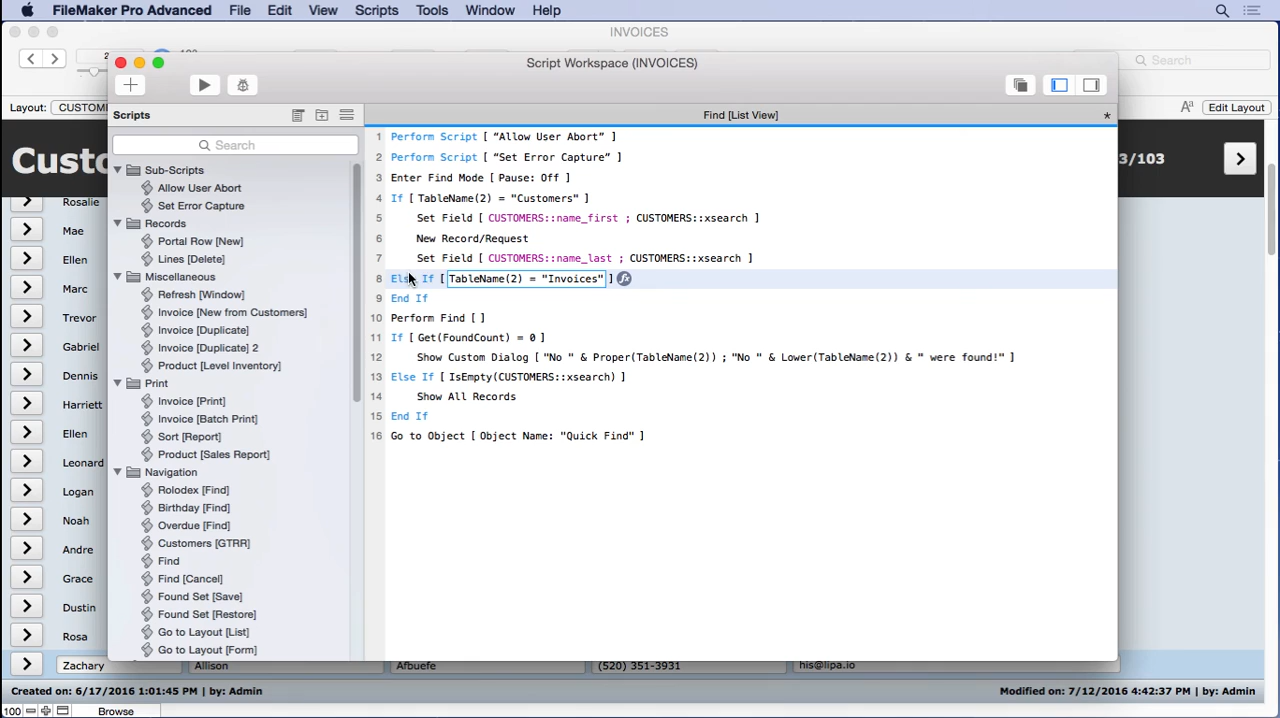 FileMaker Pro Advanced File Edit View Scripts Tools Window Help
INVOICES
Search
Layout: Edit Layout
Script Workspace (INVOICES)
Scripts
Find [List View] *
Search
Sub-Scripts
Allow User Abort
Set Error Capture
Records
Portal Row [New]
Lines [Delete]
Miscellaneous
Refresh [Window]
Invoice [New from Customers]
Invoice [Duplicate]
Invoice [Duplicate] 2
Product [Level Inventory]
Print
Invoice [Print]
Invoice [Batch Print]
Sort [Report]
Product [Sales Report]
Navigation
Rolodex [Find]
Birthday [Find]
Overdue [Find]
Customers [GTRR]
Find
Find [Cancel]
Found Set [Save]
Found Set [Restore]
Go to Layout [List]
Go to Layout [Form]
1 Perform Script [ “Allow User Abort” ]
2 Perform Script [ “Set Error Capture” ]
3 Enter Find Mode [ Pause: Off ]
4 If [ TableName(2) = "Customers" ]
5 Set Field [ CUSTOMERS::name_first ; CUSTOMERS::xsearch ]
6 New Record/Request
7 Set Field [ CUSTOMERS::name_last ; CUSTOMERS::xsearch ]
8 Else If [ TableName(2) = "Invoices" ] fx
9 End If
10 Perform Find [ ]
11 If [ Get(FoundCount) = 0 ]
12 Show Custom Dialog [ "No " & Proper(TableName(2)) ; "No " & Lower(TableName(2)) & " were found!" ]
13 Else If [ IsEmpty(CUSTOMERS::xsearch) ]
14 Show All Records
15 End If
16 Go to Object [ Object Name: "Quick Find" ]
3/103
Rosalie
Mae
Ellen
Marc
Trevor
Gabriel
Dennis
Harriett
Ellen
Leonard
Logan
Noah
Andre
Grace
Dustin
Rosa
Zachary Allison Afbuefe (520) 351-3931 his@lipa.io
Created on: 6/17/2016 1:01:45 PM | by: Admin Modified on: 7/12/2016 4:42:37 PM | by: Admin
100 Browse